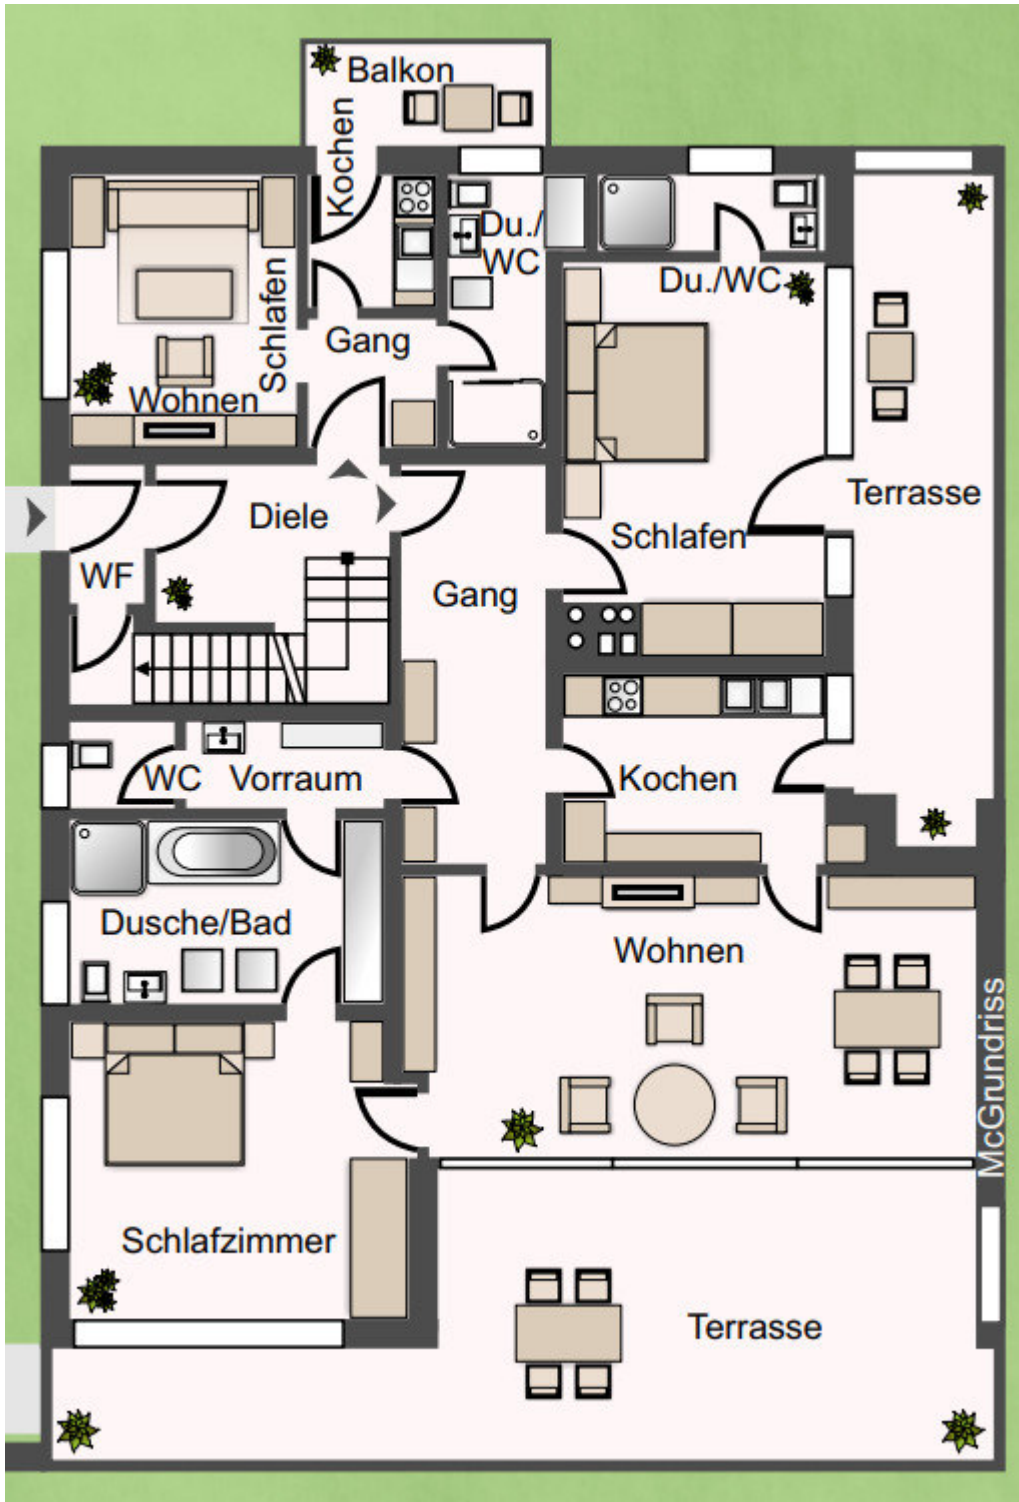 Balkon
Kochen
Du./
WC
Du./WC
Schlafen
Gang
Wohnen
Terrasse
Diele
Schlafen
WF
Gang
WC
Vorraum
Kochen
Dusche/Bad
Wohnen
McGrundriss
Schlafzimmer
Terrasse